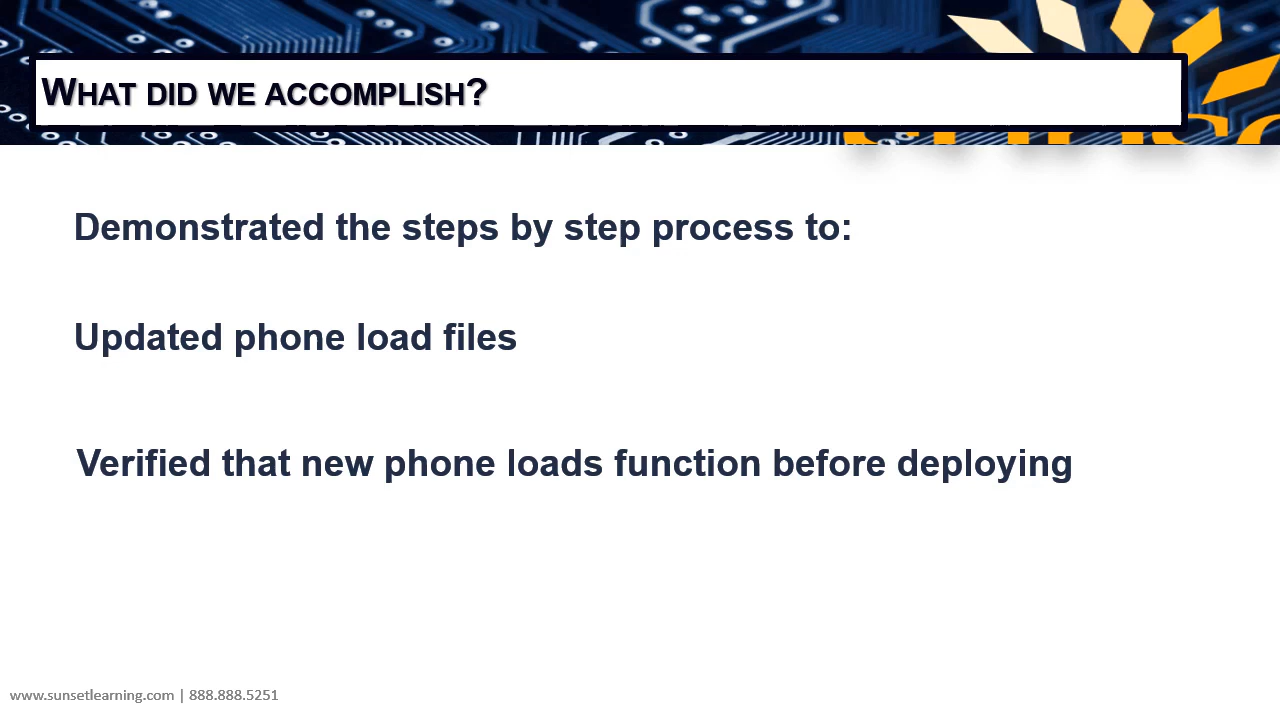 WHAT DID WE ACCOMPLISH?
Demonstrated the steps by step process to:
Updated phone load files
Verified that new phone loads function before deploying
www.sunsetlearning.com | 888.888.5251